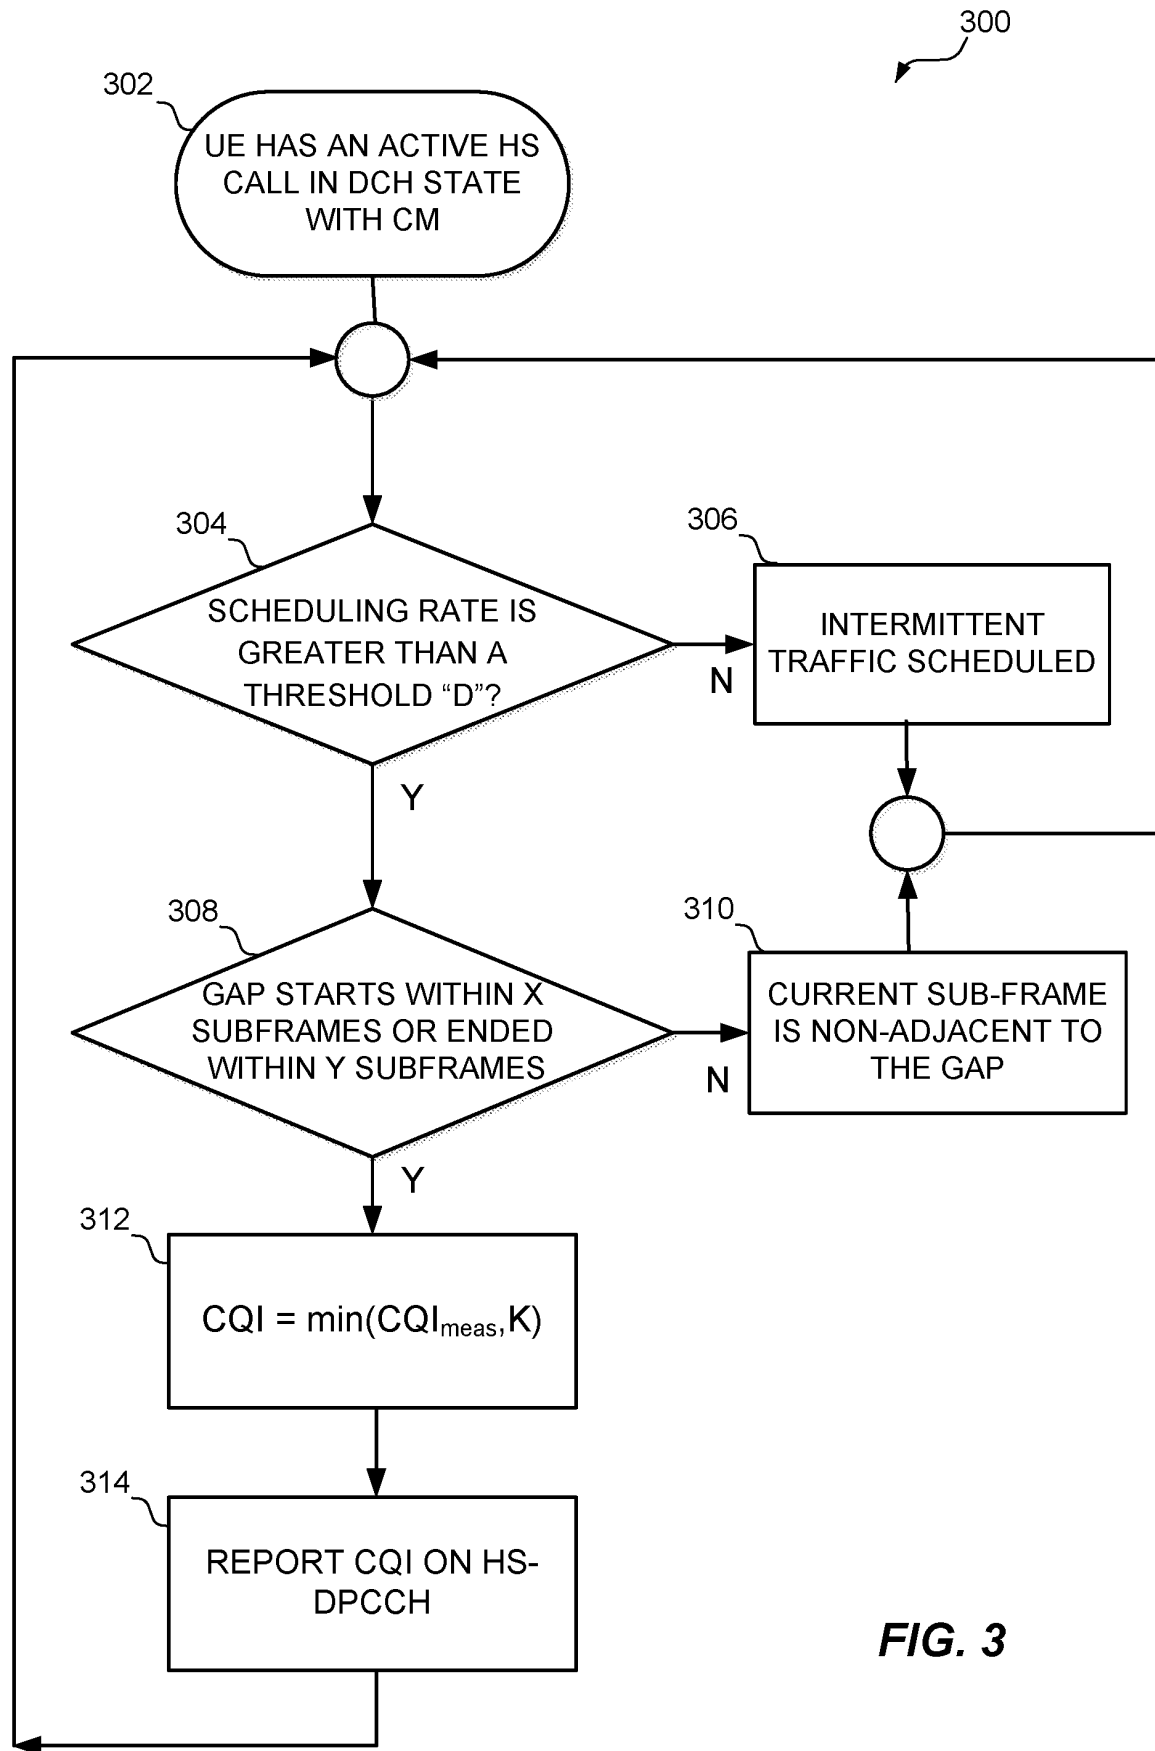 300
302
UE HAS AN ACTIVE HS
CALL IN DCH STATE
WITH CM
304
SCHEDULING RATE IS
GREATER THAN A
THRESHOLD “D”?
N
Y
306
INTERMITTENT
TRAFFIC SCHEDULED
308
GAP STARTS WITHIN X
SUBFRAMES OR ENDED
WITHIN Y SUBFRAMES
N
Y
310
CURRENT SUB-FRAME
IS NON-ADJACENT TO
THE GAP
312
CQI = min(CQImeas,K)
314
REPORT CQI ON HS-
DPCCH
FIG. 3